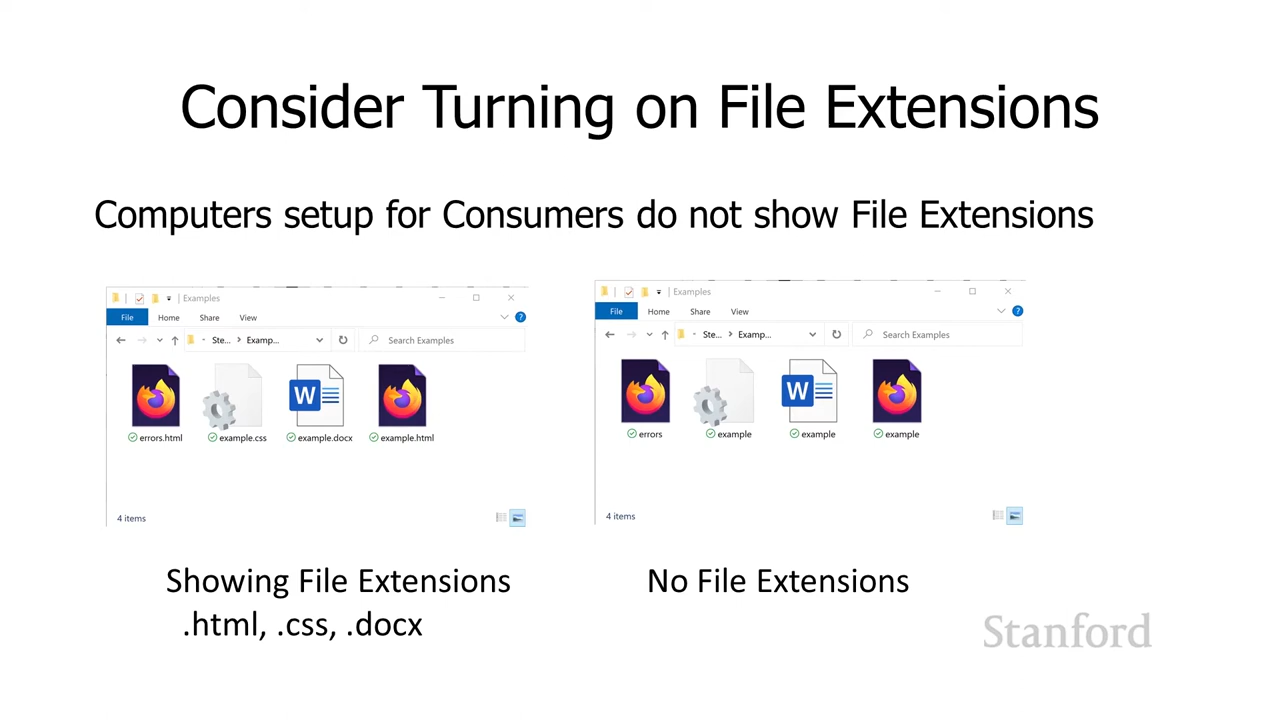 Consider Turning on File Extensions
Computers setup for Consumers do not show File Extensions
Examples
File Home Share View
Ste... Examp... Search Examples
errors.html example.css example.docx example.html
4 items
Showing File Extensions
.html, .css, .docx
Examples
File Home Share View
Ste... Examp... Search Examples
errors example example example
4 items
No File Extensions
Stanford